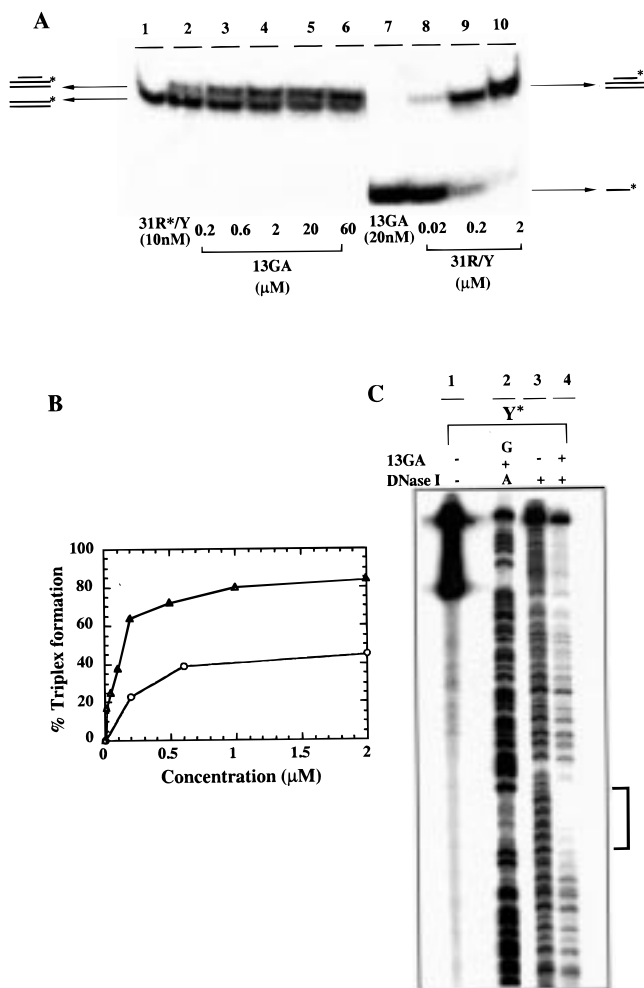 A
1 2 3 4 5 6 7 8 9 10
*
*
*
*
31R*/Y
(10nM)
0.2 0.6 2 20 60
13GA
(μM)
13GA
(20nM)
0.02 0.2 2
31R/Y
(μM)
B
% Triplex formation
100
80
60
40
20
0
0 0.5 1 1.5 2
Concentration (μM)
C
1 2 3 4
Y*
G
13GA - + - +
DNase I - A + +